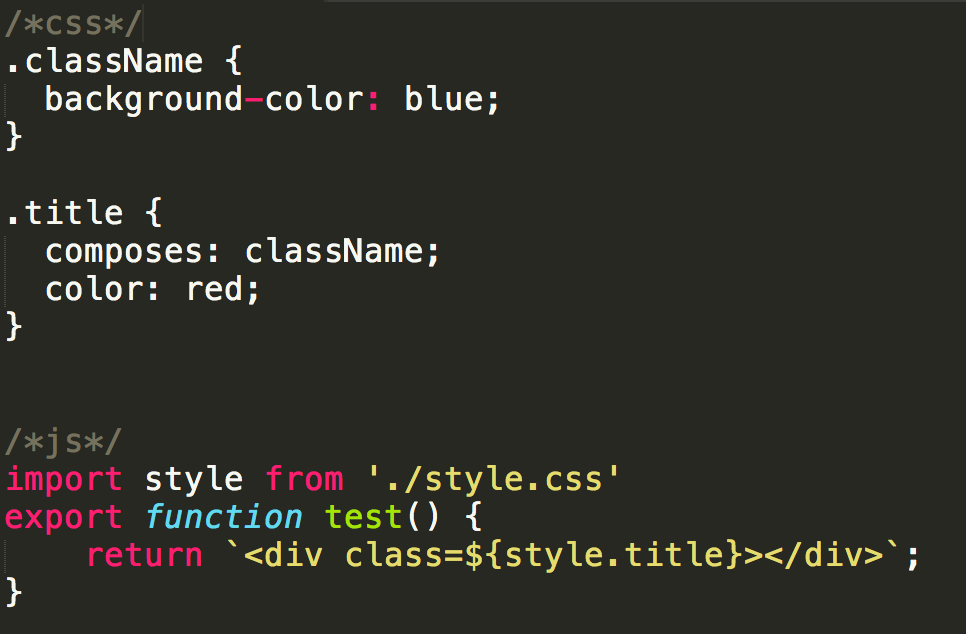 /*css*/
.className {
  background-color: blue;
}

.title {
  composes: className;
  color: red;
}


/*js*/
import style from './style.css'
export function test() {
    return `<div class=${style.title}></div>`;
}